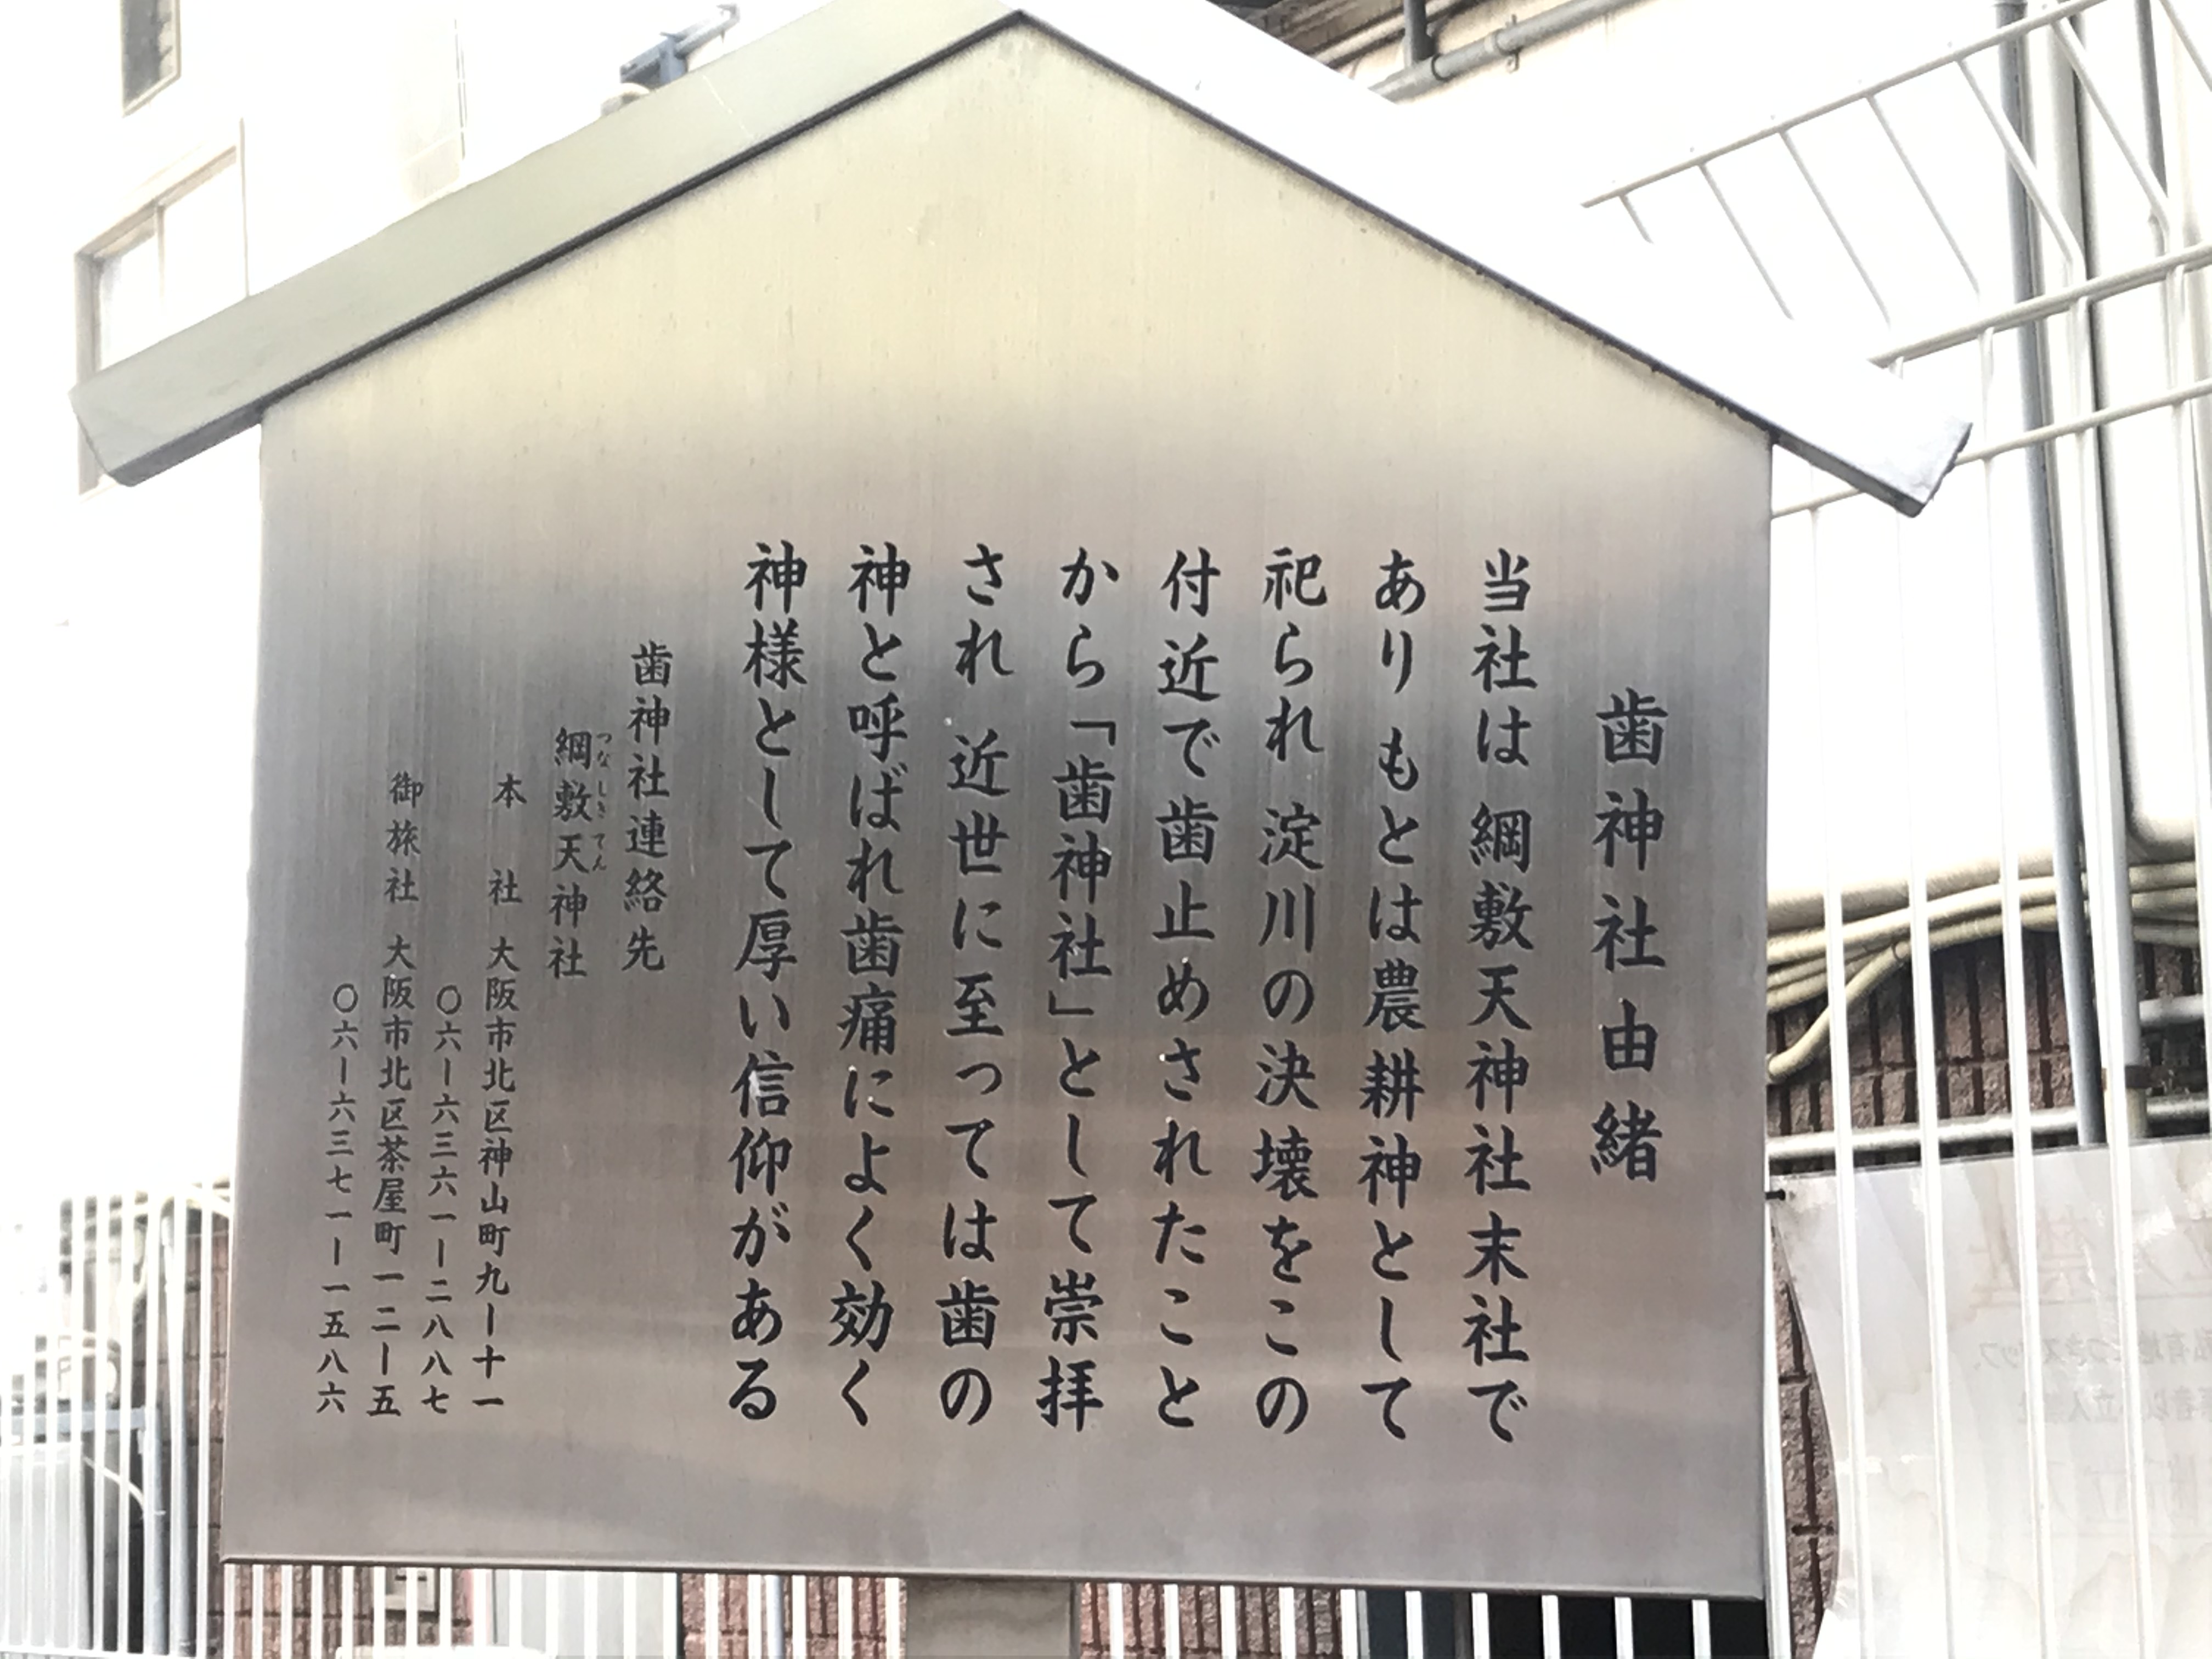 歯神社由緒
当社は 綱敷天神社末社で
あり もとは農耕神として
祀られ 淀川の決壊をこの
付近で歯止めされたこと
から「歯神社」として崇拝
され 近世に至っては歯の
神と呼ばれ歯痛によく効く
神様として厚い信仰がある
歯神社連絡先
綱敷天神社
つなしきてん
本 社 大阪市北区神山町九ー十一
〇六ー六三六一ー二八八七
御旅社 大阪市北区茶屋町一二ー五
〇六ー六三七一ー一五八六